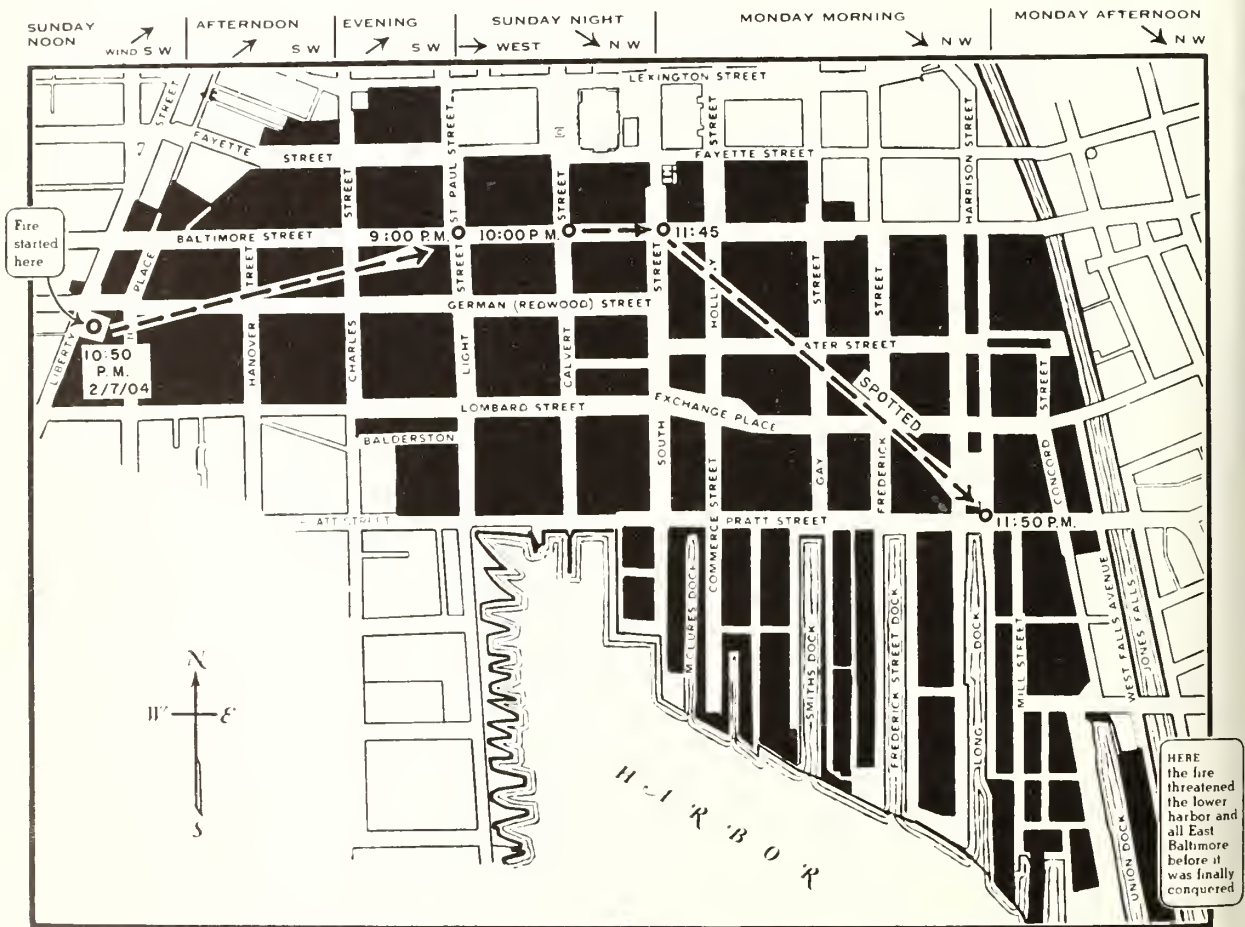 SUNDAY NOON
WIND S W
AFTERNOON
S W
EVENING
S W
SUNDAY NIGHT
WEST
N W
MONDAY MORNING
N W
MONDAY AFTERNOON
N W
LEXINGTON STREET
STREET
FAYETTE
STREET
STREET
ST PAUL STREET
STREET
FAYETTE STREET
HARRISON STREET
Fire
started
here
BALTIMORE STREET
9:00 P.M.
10:00 P.M.
11:45
PLACE
STREET
STREET
STREET
STREET
STREET
STREET
GERMAN (REDWOOD) STREET
LIBERTY
10:50
P.M.
2/7/04
HANOVER
CHARLES
LIGHT
CALVERT
ATER STREET
STREET
SPOTTED
LOMBARD STREET
EXCHANGE PLACE
BALDERSTON
SOUTH
COMMERCE STREET
GAY
FREDERICK
CONCORD
ATT STREET
PRATT STREET
11:50 P.M.
MCLURES DOCK
SMITHS DOCK
FREDERICK STREET DOCK
LONG DOCK
MILL STREET
WEST FALLS AVENUE
JONES FALLS
UNION DOCK
N
W
E
S
HARBOR
HERE
the fire
threatened
the lower
harbor and
all East
Baltimore
before it
was finally
conquered